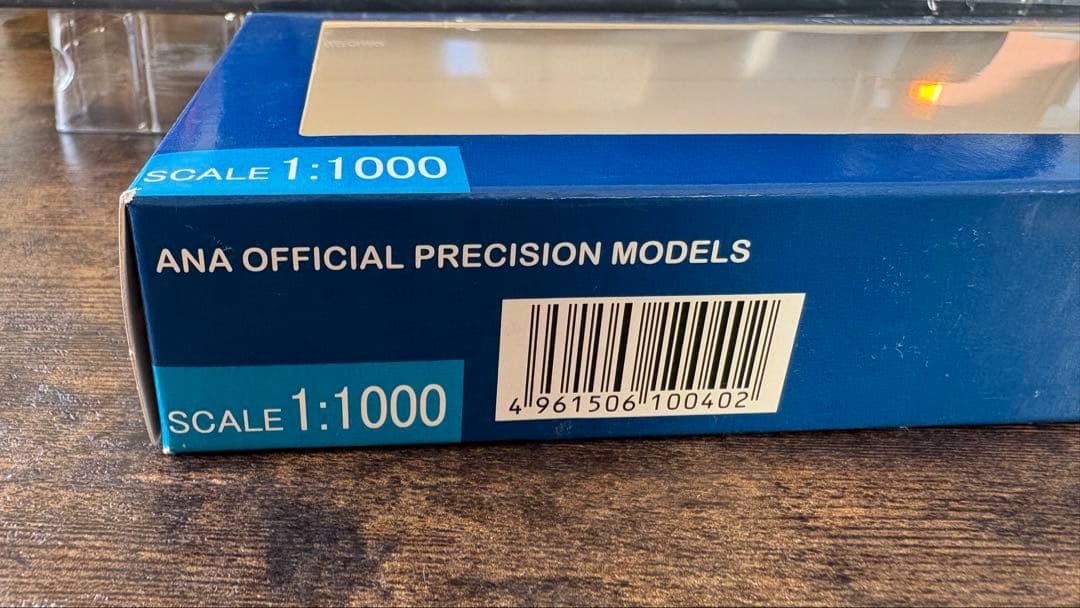 SCALE 1:1000
ANA OFFICIAL PRECISION MODELS
SCALE 1:1000
4 961506 100402